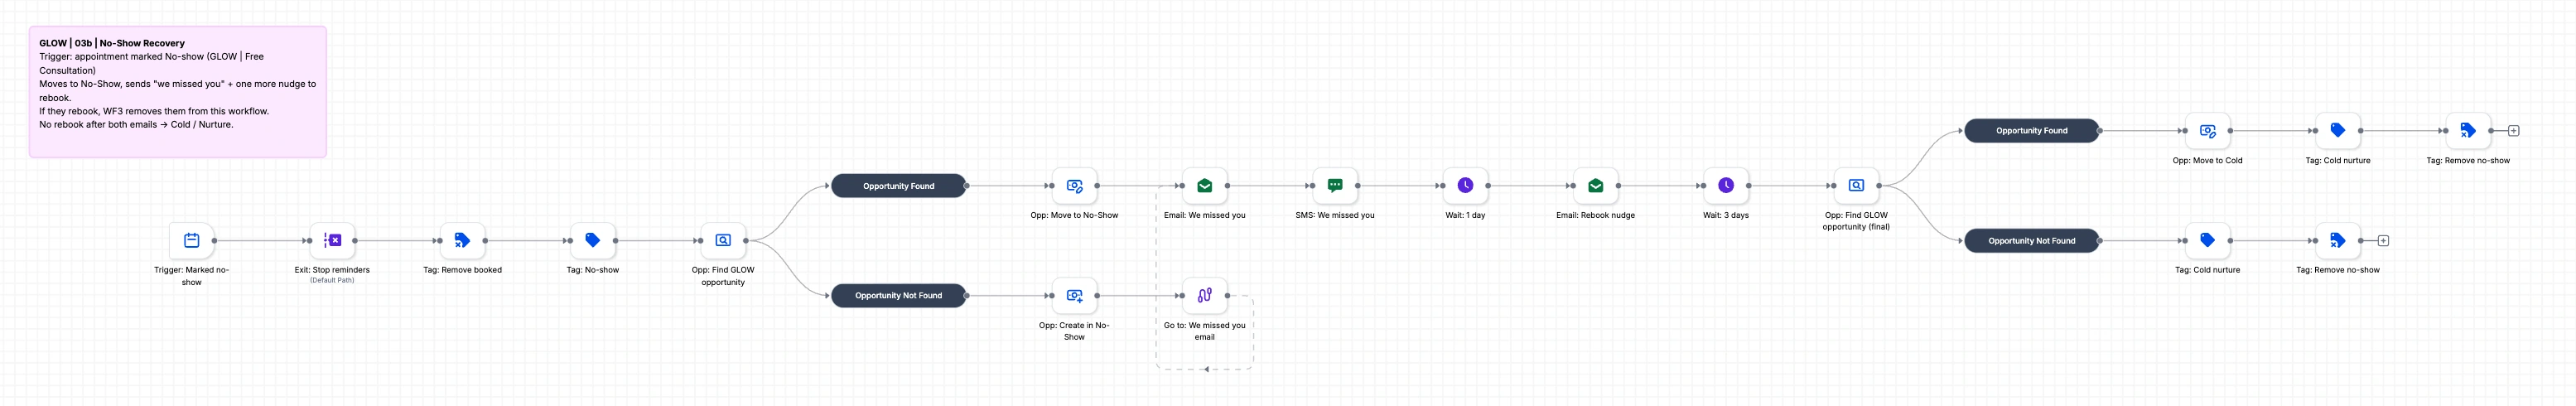 GLOW | 03b | No-Show Recovery
Trigger: appointment marked No-show (GLOW | Free
Consultation)
Moves to No-Show, sends "we missed you" + one more nudge to
rebook.
If they rebook, WF3 removes them from this workflow.
No rebook after both emails → Cold / Nurture.
Trigger: Marked no-
show
Exit: Stop reminders
(Default Path)
Tag: Remove booked
Tag: No-show
Opp: Find GLOW
opportunity
Opportunity Found
Opp: Move to No-Show
Email: We missed you
SMS: We missed you
Wait: 1 day
Email: Rebook nudge
Wait: 3 days
Opp: Find GLOW
opportunity (final)
Opportunity Not Found
Opp: Create in No-
Show
Go to: We missed you
email
Opportunity Found
Opp: Move to Cold
Tag: Cold nurture
Tag: Remove no-show
Opportunity Not Found
Tag: Cold nurture
Tag: Remove no-show